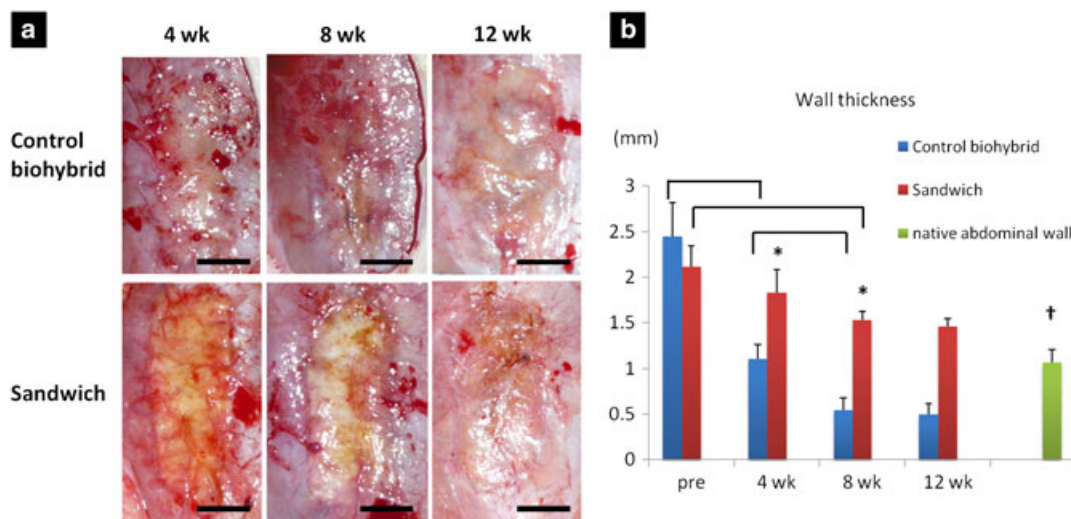 a
4 wk 8 wk 12 wk
Control
biohybrid
Sandwich
b
Wall thickness
(mm)
Control biohybrid
Sandwich
native abdominal wall
3
2.5
2
1.5
1
0.5
0
*
*
†
pre 4 wk 8 wk 12 wk